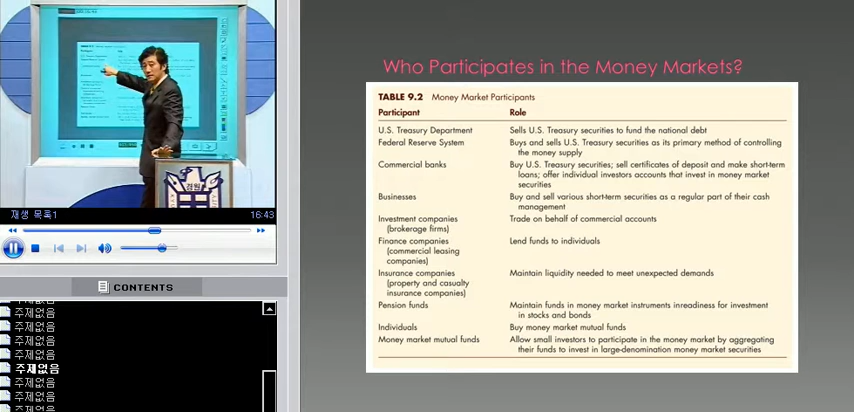 경원
재생 목록1
16:43
CONTENTS
주제없음
주제없음
주제없음
주제없음
주제없음
주제없음
주제없음
주제없음
Who Participates in the Money Markets?
TABLE 9.2 Money Market Participants
Participant Role
U.S. Treasury Department Sells U.S. Treasury securities to fund the national debt
Federal Reserve System Buys and sells U.S. Treasury securities as its primary method of controlling
the money supply
Commercial banks Buy U.S. Treasury securities; sell certificates of deposit and make short-term
loans; offer individual investors accounts that invest in money market
securities
Businesses Buy and sell various short-term securities as a regular part of their cash
management
Investment companies Trade on behalf of commercial accounts
(brokerage firms)
Finance companies Lend funds to individuals
(commercial leasing
companies)
Insurance companies Maintain liquidity needed to meet unexpected demands
(property and casualty
insurance companies)
Pension funds Maintain funds in money market instruments inreadiness for investment
in stocks and bonds
Individuals Buy money market mutual funds
Money market mutual funds Allow small investors to participate in the money market by aggregating
their funds to invest in large-denomination money market securities